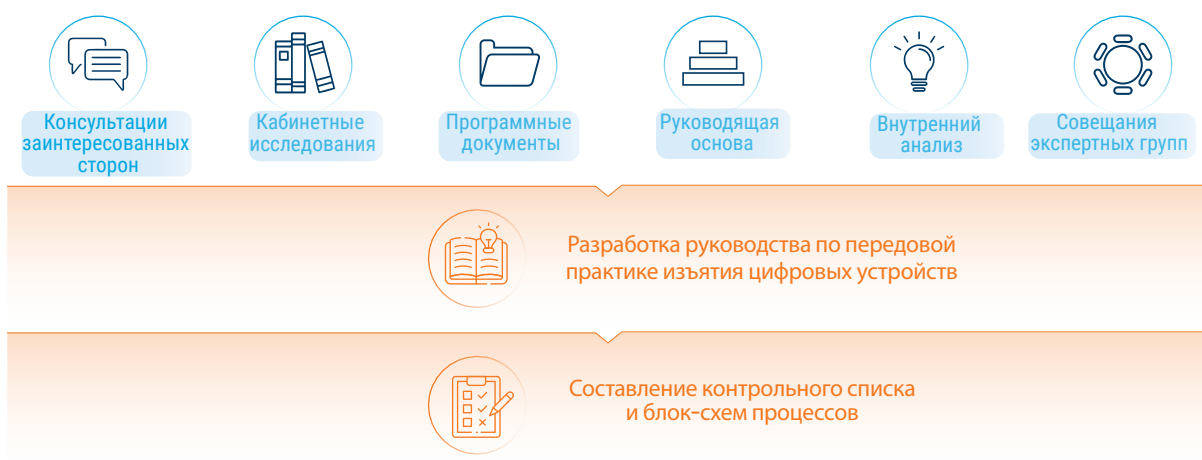 Консультации
заинтересованных
сторон
Кабинетные
исследования
Программные
документы
Руководящая
основа
Внутренний
анализ
Совещания
экспертных групп
Разработка руководства по передовой
практике изъятия цифровых устройств
Составление контрольного списка
и блок-схем процессов